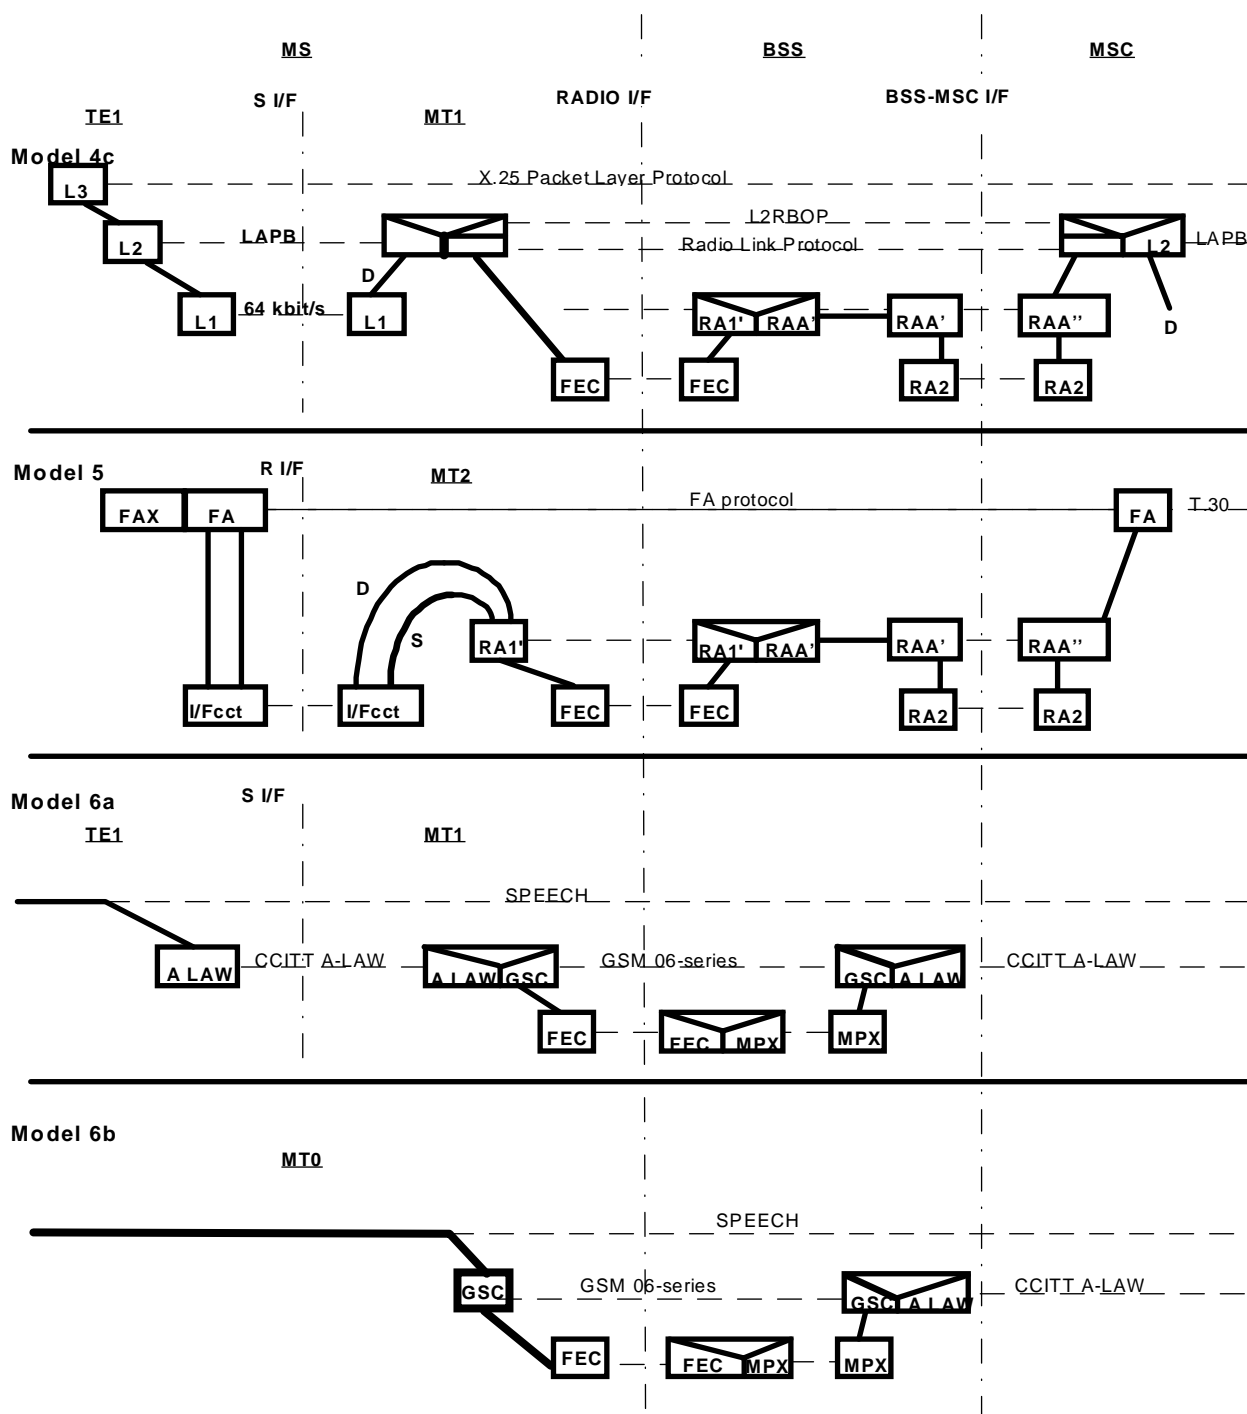 MS BSS MSC
S I/F RADIO I/F BSS-MSC I/F
TE1 MT1
Model 4c
L3 X.25 Packet Layer Protocol
L2RBOP
L2 LAPB Radio Link Protocol L2 LAPB
D
L1 64 kbit/s L1 RA1' RAA' RAA' RAA'' D
FEC FEC RA2 RA2
Model 5 R I/F MT2
FAX FA FA protocol FA T.30
D
S
RA1' RA1' RAA' RAA' RAA''
I/Fcct I/Fcct FEC FEC RA2 RA2
Model 6a S I/F
TE1 MT1
SPEECH
A LAW CCITT A-LAW A LAW GSC GSM 06-series GSC A LAW CCITT A-LAW
FEC FEC MPX MPX
Model 6b
MT0
SPEECH
GSC GSM 06-series GSC A LAW CCITT A-LAW
FEC FEC MPX MPX